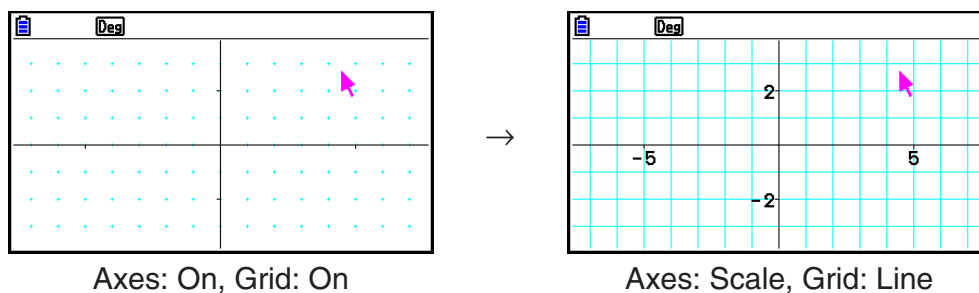 Deg
→
Deg
2
-5
5
-2
Axes: On, Grid: On
Axes: Scale, Grid: Line